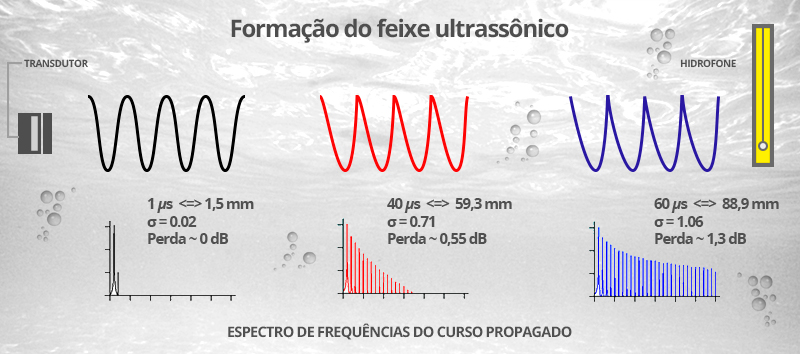 Formação do feixe ultrassônico
TRANSDUTOR
HIDROFONE
1 µs <=> 1,5 mm
σ = 0.02
Perda ~ 0 dB
40 µs <=> 59,3 mm
σ = 0.71
Perda ~ 0,55 dB
60 µs <=> 88,9 mm
σ = 1.06
Perda ~ 1,3 dB
ESPECTRO DE FREQUÊNCIAS DO CURSO PROPAGADO